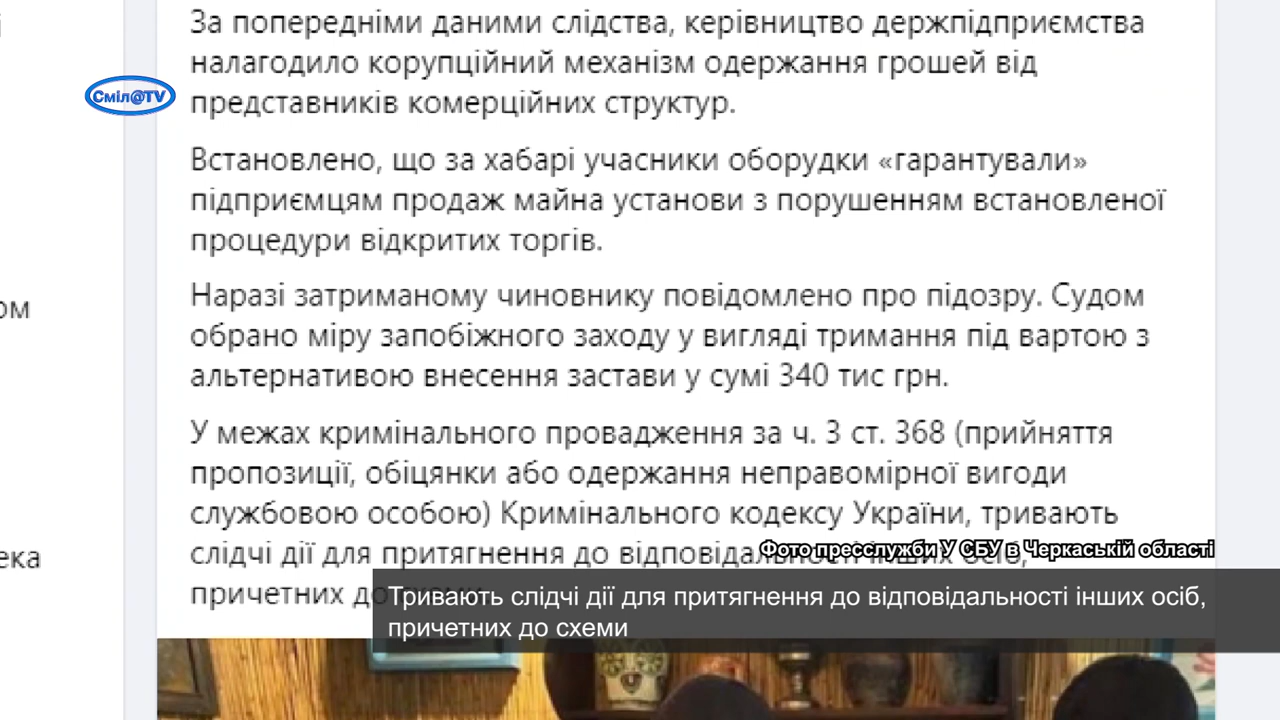 За попередніми даними слідства, керівництво держпідприємства
налагодило корупційний механізм одержання грошей від
представників комерційних структур.
Сміл@TV
Встановлено, що за хабарі учасники оборудки «гарантували»
підприємцям продаж майна установи з порушенням встановленої
процедури відкритих торгів.
Наразі затриманому чиновнику повідомлено про підозру. Судом
обрано міру запобіжного заходу у вигляді тримання під вартою з
альтернативою внесення застави у сумі 340 тис грн.
У межах кримінального провадження за ч. 3 ст. 368 (прийняття
пропозиції, обіцянки або одержання неправомірної вигоди
службовою особою) Кримінального кодексу України, тривають
слідчі дії для притягнення до відповідальності інших осіб,
причетних до
Фото пресслужби У СБУ в Черкаській області
Тривають слідчі дії для притягнення до відповідальності інших осіб,
причетних до схеми